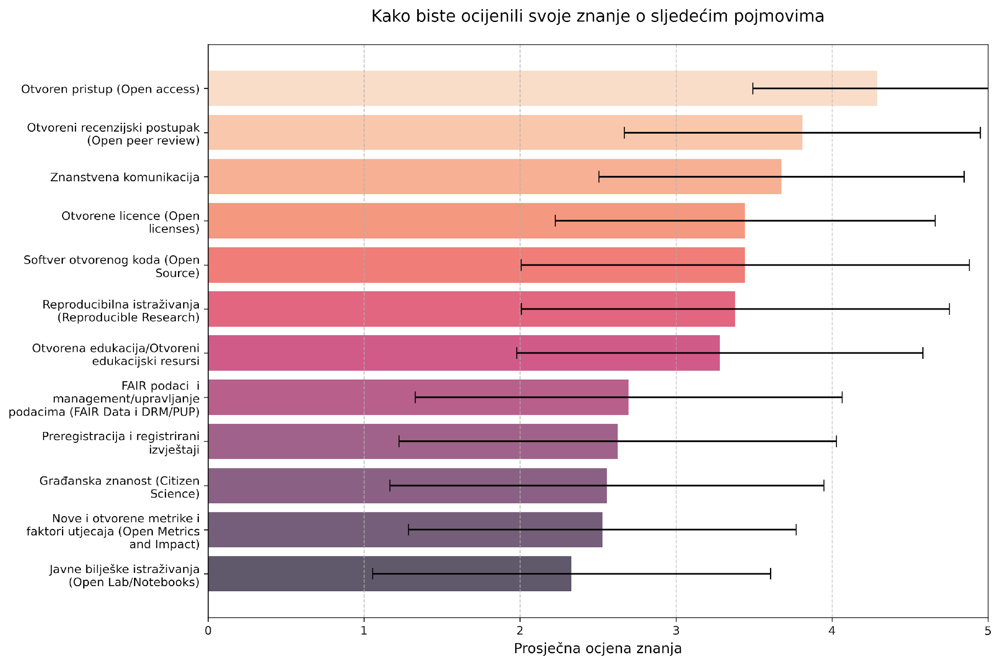 Kako biste ocijenili svoje znanje o sljedećim pojmovima
Otvoren pristup (Open access)
Otvoreni recenzijski postupak
(Open peer review)
Znanstvena komunikacija
Otvorene licence (Open
licenses)
Softver otvorenog koda (Open
Source)
Reproducibilna istraživanja
(Reproducible Research)
Otvorena edukacija/Otvoreni
edukacijski resursi
FAIR podaci  i
management/upravljanje
podacima (FAIR Data i DRM/PUP)
Preregistracija i registrirani
izvještaji
Građanska znanost (Citizen
Science)
Nove i otvorene metrike i
faktori utjecaja (Open Metrics
and Impact)
Javne bilješke istraživanja
(Open Lab/Notebooks)
0 1 2 3 4 5
Prosječna ocjena znanja